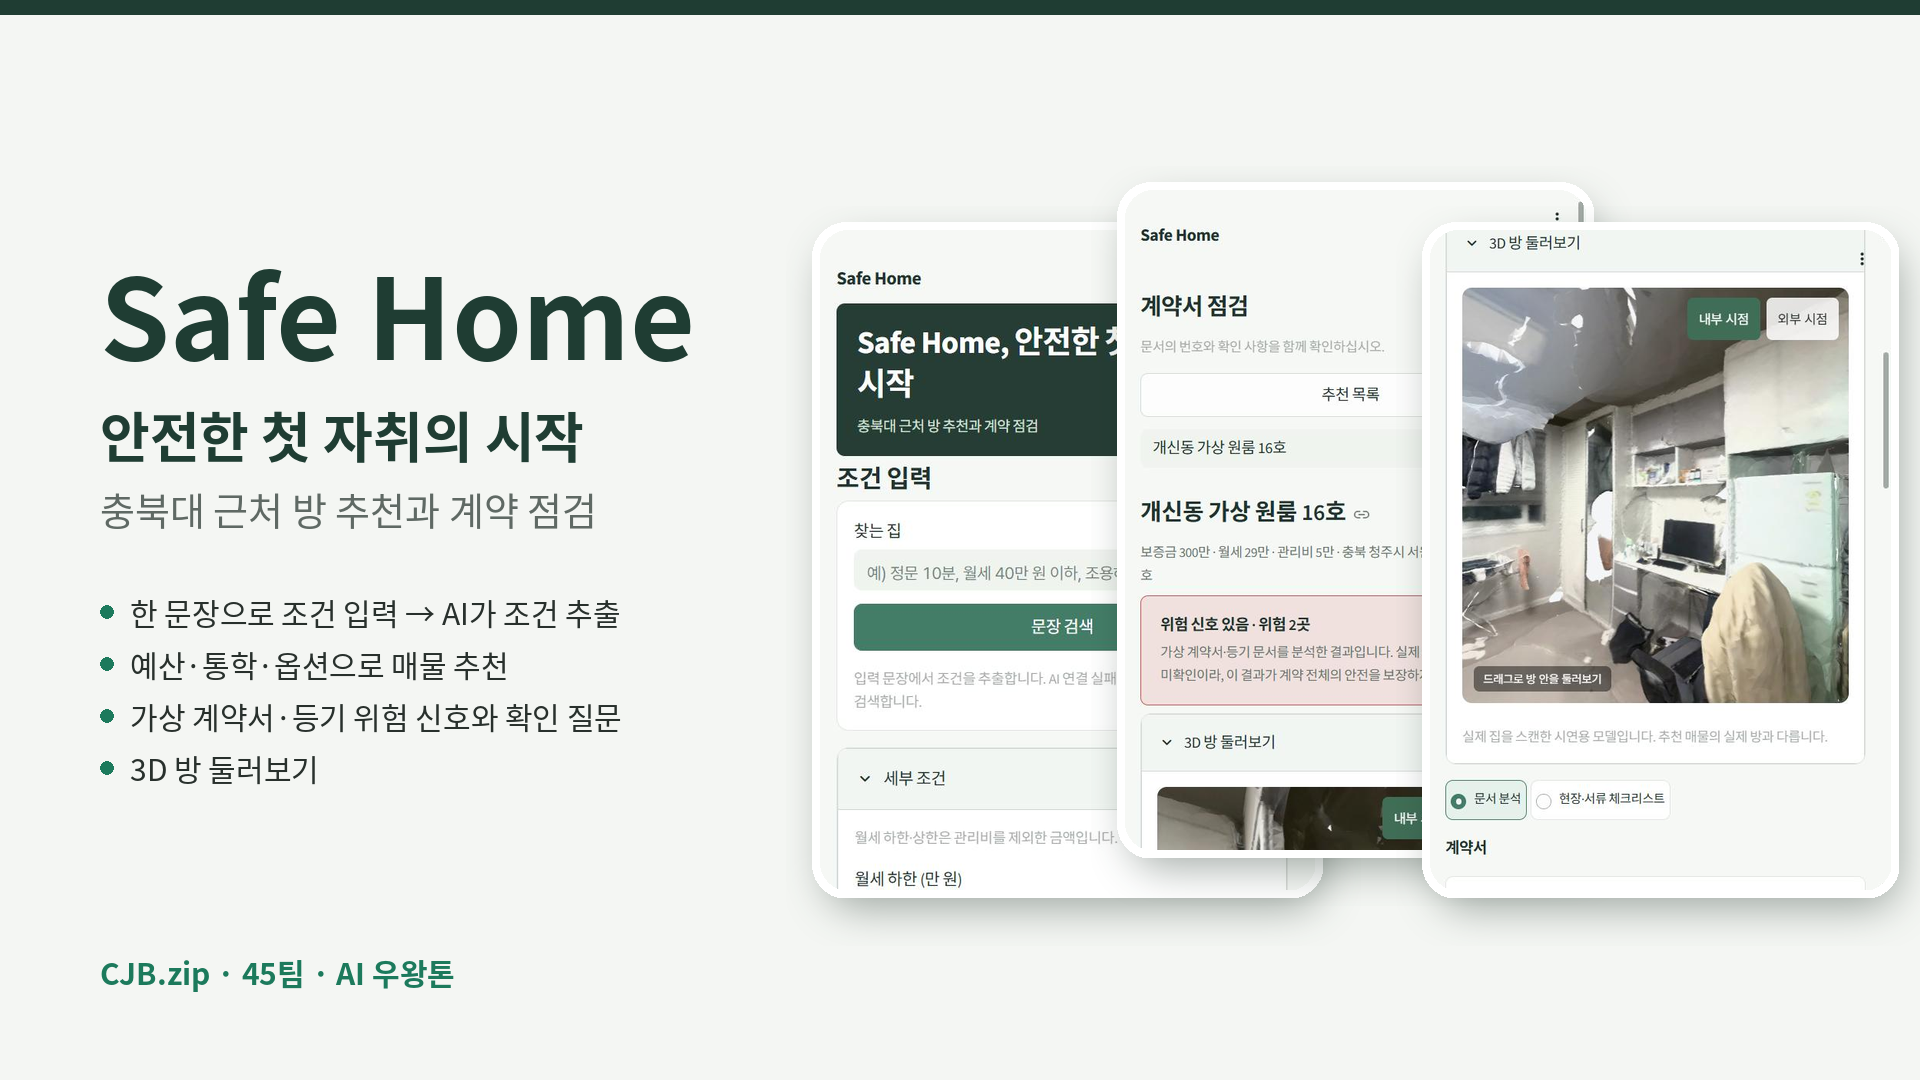 Safe Home
안전한 첫 자취의 시작
충북대 근처 방 추천과 계약 점검
한 문장으로 조건 입력 → AI가 조건 추출
예산·통학·옵션으로 매물 추천
가상 계약서·등기 위험 신호와 확인 질문
3D 방 둘러보기
CJB.zip · 45팀 · AI 우왕톤
Safe Home
Safe Home, 안전한
시작
충북대 근처 방 추천과 계약 점검
조건 입력
찾는 집
예) 정문 10분, 월세 40만 원 이하,
문장 검색
입력 문장에서 조건을 추출합니다. AI 연결
검색합니다.
세부 조건
월세 하한·상한은 관리비를 제외한 금액입니다.
월세 하한 (만 원)
Safe Home
계약서 점검
문서의 번호와 확인 사항을 함께 확인하십시오.
추천 목록
개신동 가상 원룸 16호
개신동 가상 원룸 16호
보증금 300만 · 월세 29만 · 관리비 5만 · 충북 청주시
호
위험 신호 있음 · 위험 2곳
가상 계약서·등기 문서를 분석한 결과입니다. 실제
미확인이라, 이 결과가 계약 전체의 안전을
3D 방 둘러보기
내부
3D 방 둘러보기
내부 시점
외부 시점
드래그로 방 안을 둘러보기
실제 집을 스캔한 시연용 모델입니다. 추천 매물의 실제 방과 다릅니다.
문서 분석
현장·서류 체크리스트
계약서